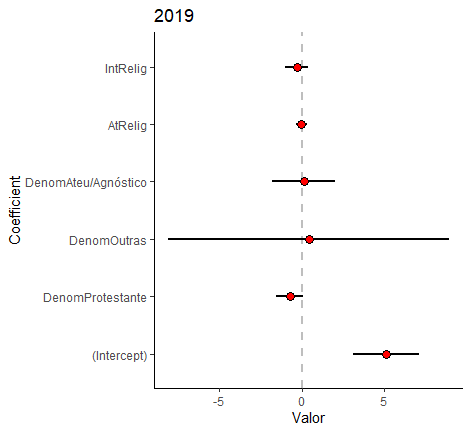 2019
Coefficient
IntRelig
AtRelig
DenomAteu/Agnóstico
DenomOutras
DenomProtestante
(Intercept)
-5 0 5
Valor